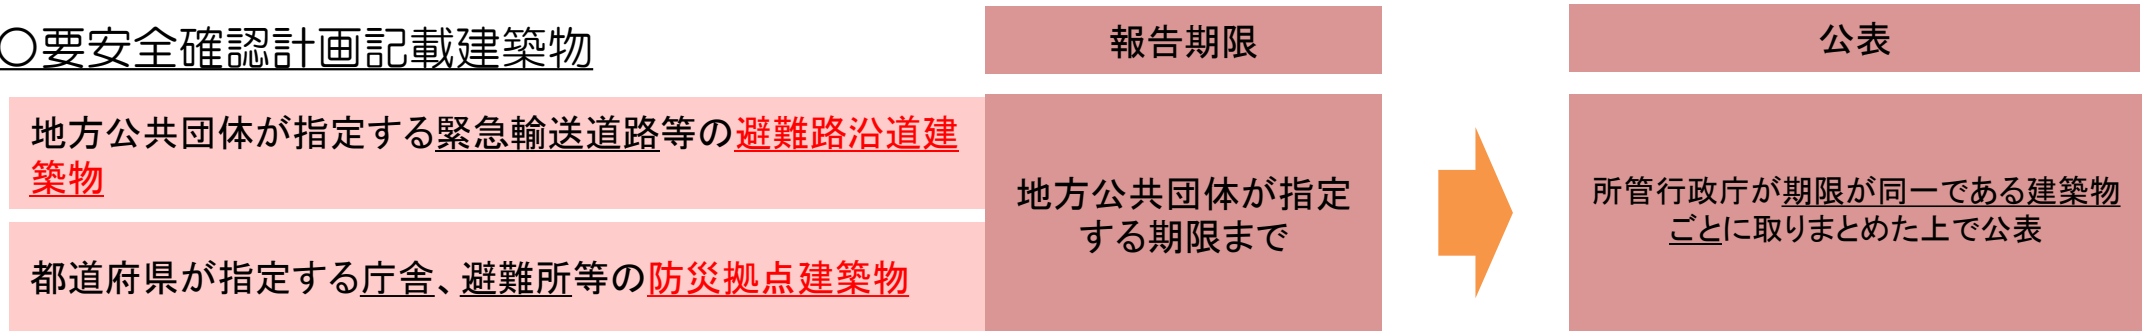 〇要安全確認計画記載建築物
報告期限
公表
地方公共団体が指定する緊急輸送道路等の避難路沿道建
築物
都道府県が指定する庁舎、避難所等の防災拠点建築物
地方公共団体が指定
する期限まで
所管行政庁が期限が同一である建築物
ごとに取りまとめた上で公表